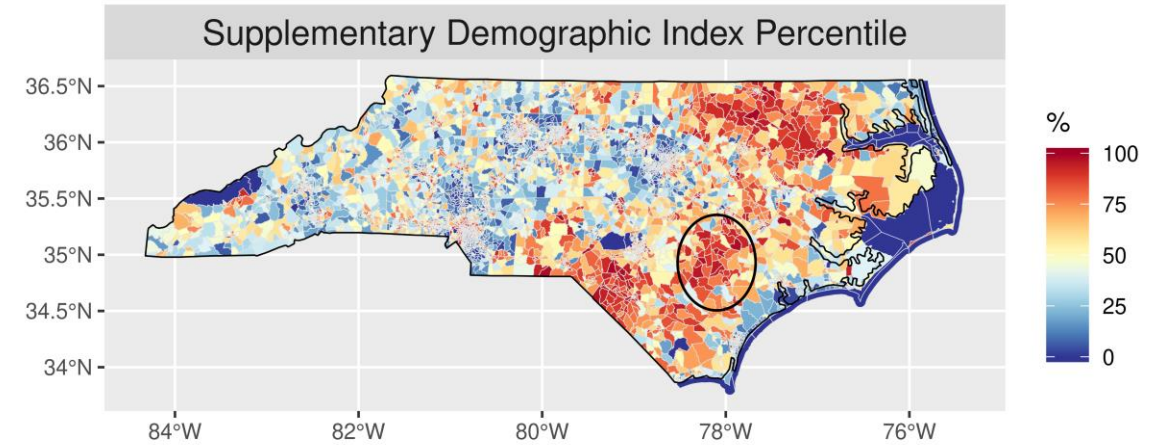 Supplementary Demographic Index Percentile
36.5°N
36°N
35.5°N
35°N
34.5°N
34°N
84°W
82°W
80°W
78°W
76°W
%
100
75
50
25
0